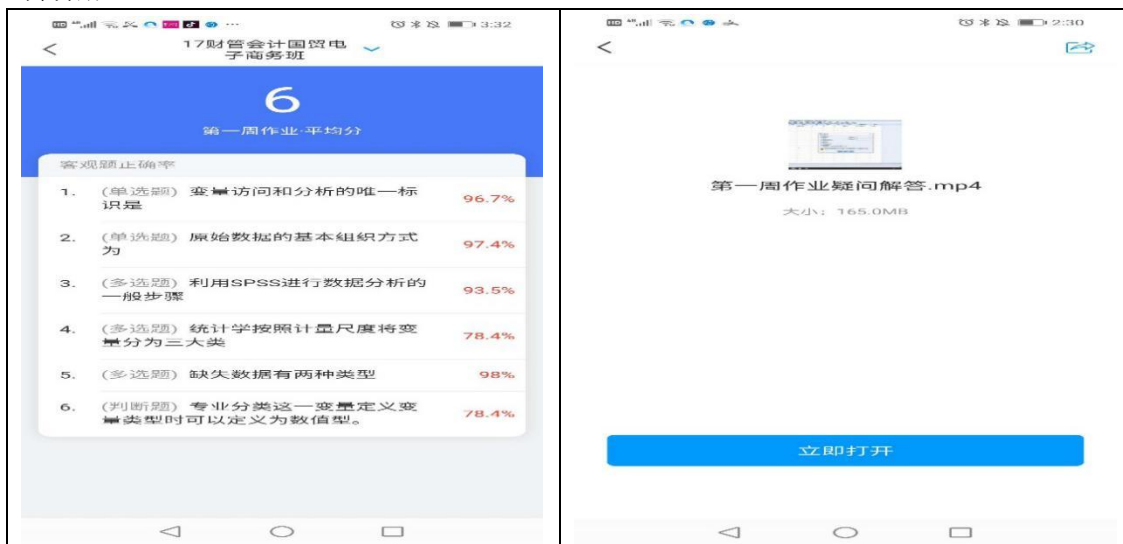 3:32
17财管会计国贸电
子商务班
6
第一周作业·平均分
客观题正确率
1. (单选题) 变量访问和分析的唯一标
识是
96.7%
2. (单选题) 原始数据的基本组织方式
为
97.4%
3. (多选题) 利用SPSS进行数据分析的
一般步骤
93.5%
4. (多选题) 统计学按照计量尺度将变
量分为三大类
78.4%
5. (多选题) 缺失数据有两种类型
98%
6. (判断题) 专业分类这一变量定义变
量类型时可以定义为数值型。
78.4%
2:30
第一周作业疑问解答.mp4
大小：165.0MB
立即打开